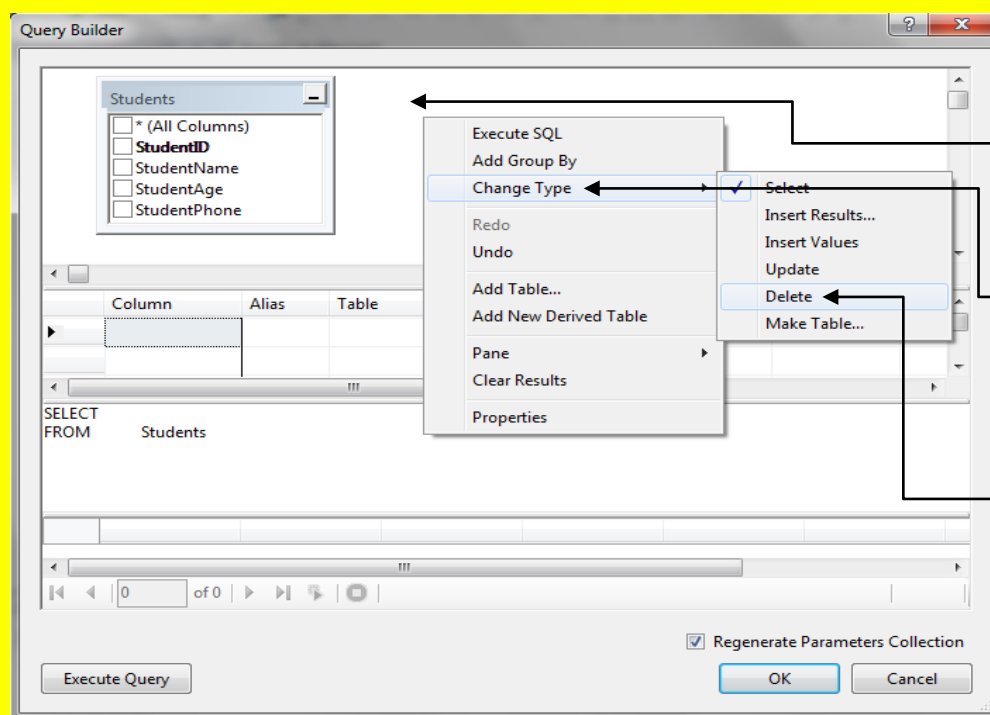 Query Builder
?
Students
* (All Columns)
StudentID
StudentName
StudentAge
StudentPhone
Execute SQL
Add Group By
Change Type
Redo
Undo
Add Table...
Add New Derived Table
Pane
Clear Results
Properties
Select
Insert Results...
Insert Values
Update
Delete
Make Table...
Column Alias Table
SELECT
FROM Students
0 of 0
Regenerate Parameters Collection
Execute Query OK Cancel